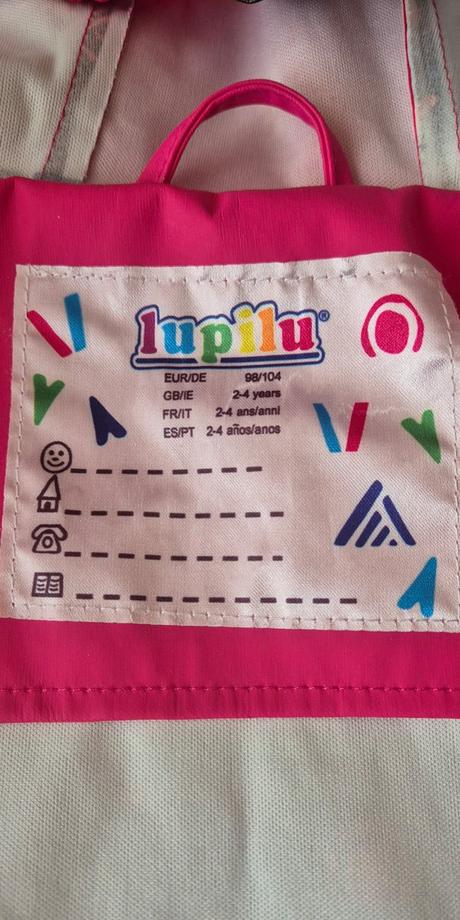 lupilu®
EUR/DE 98/104
GB/IE 2-4 years
FR/IT 2-4 ans/anni
ES/PT 2-4 años/anos